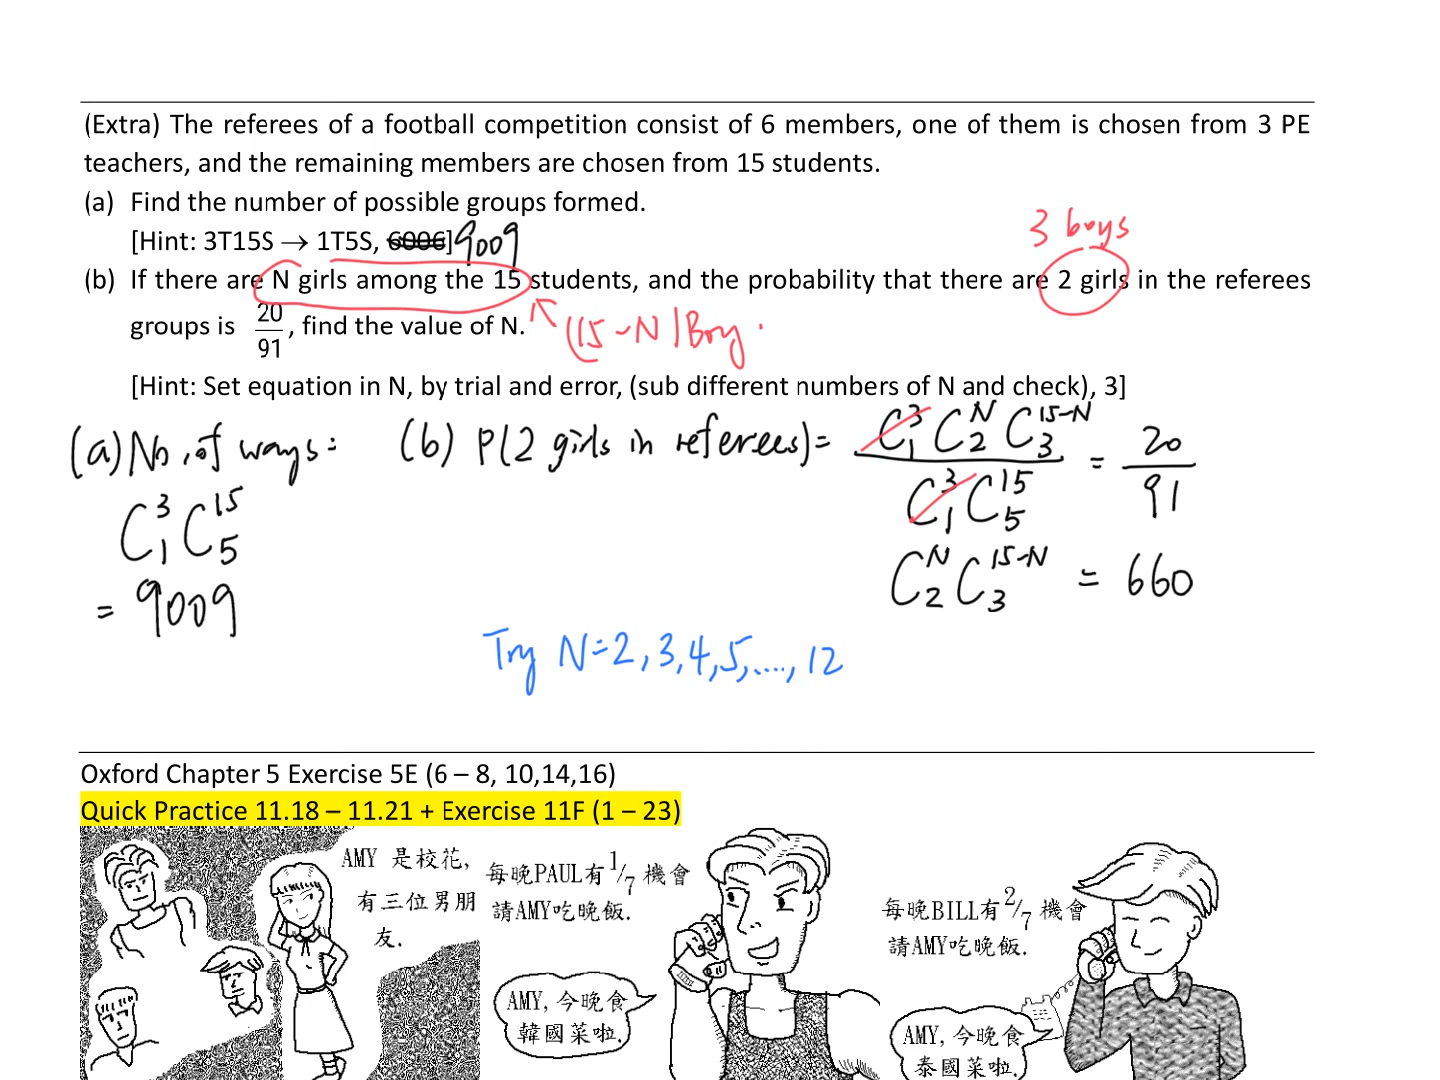 (Extra) The referees of a football competition consist of 6 members, one of them is chosen from 3 PE
teachers, and the remaining members are chosen from 15 students.
(a) Find the number of possible groups formed.
3 boys
[Hint: 3T15S → 1T5S, 6006] 9009
(b) If there are N girls among the 15 students, and the probability that there are 2 girls in the referees
groups is 20/91, find the value of N.
(15-N) Boy.
[Hint: Set equation in N, by trial and error, (sub different numbers of N and check), 3]
(a) No. of ways:
C^3_1 C^15_5
= 9009
(b) P(2 girls in referees) = C^3_1 C^N_2 C^15-N_3 / C^3_1 C^15_5 = 20/91
C^N_2 C^15-N_3 = 660
Try N=2,3,4,5,...., 12
Oxford Chapter 5 Exercise 5E (6 – 8, 10,14,16)
Quick Practice 11.18 – 11.21 + Exercise 11F (1 – 23)
AMY 是校花,
有三位男朋
友.
每晚PAUL有1/7機會
請AMY吃晚飯.
AMY, 今晚食
韓國菜啦.
每晚BILL有2/7機會
請AMY吃晚飯.
AMY, 今晚食
泰國菜啦.